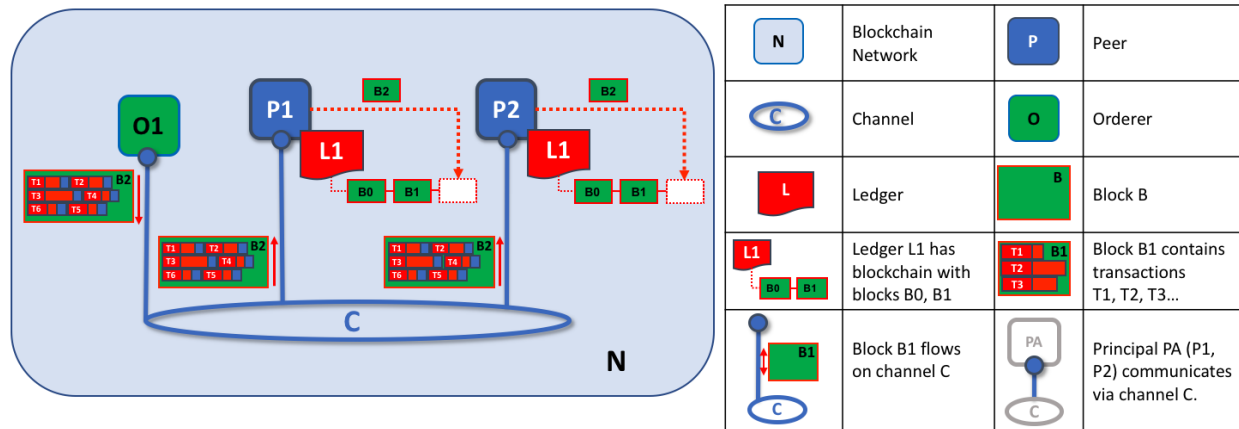 O1
T1 T2 B2
T3 T4
T6 T5
P1
B2
L1
B0 B1
T1 T2 B2
T3 T4
T6 T5
P2
B2
L1
B0 B1
T1 T2 B2
T3 T4
T6 T5
C
N
N
Blockchain
Network
P
Peer
C
Channel
O
Orderer
L
Ledger
B
Block B
L1
B0 B1
Ledger L1 has
blockchain with
blocks B0, B1
T1 B1
T2
T3
Block B1 contains
transactions
T1, T2, T3...
B1
C
Block B1 flows
on channel C
PA
C
Principal PA (P1,
P2) communicates
via channel C.